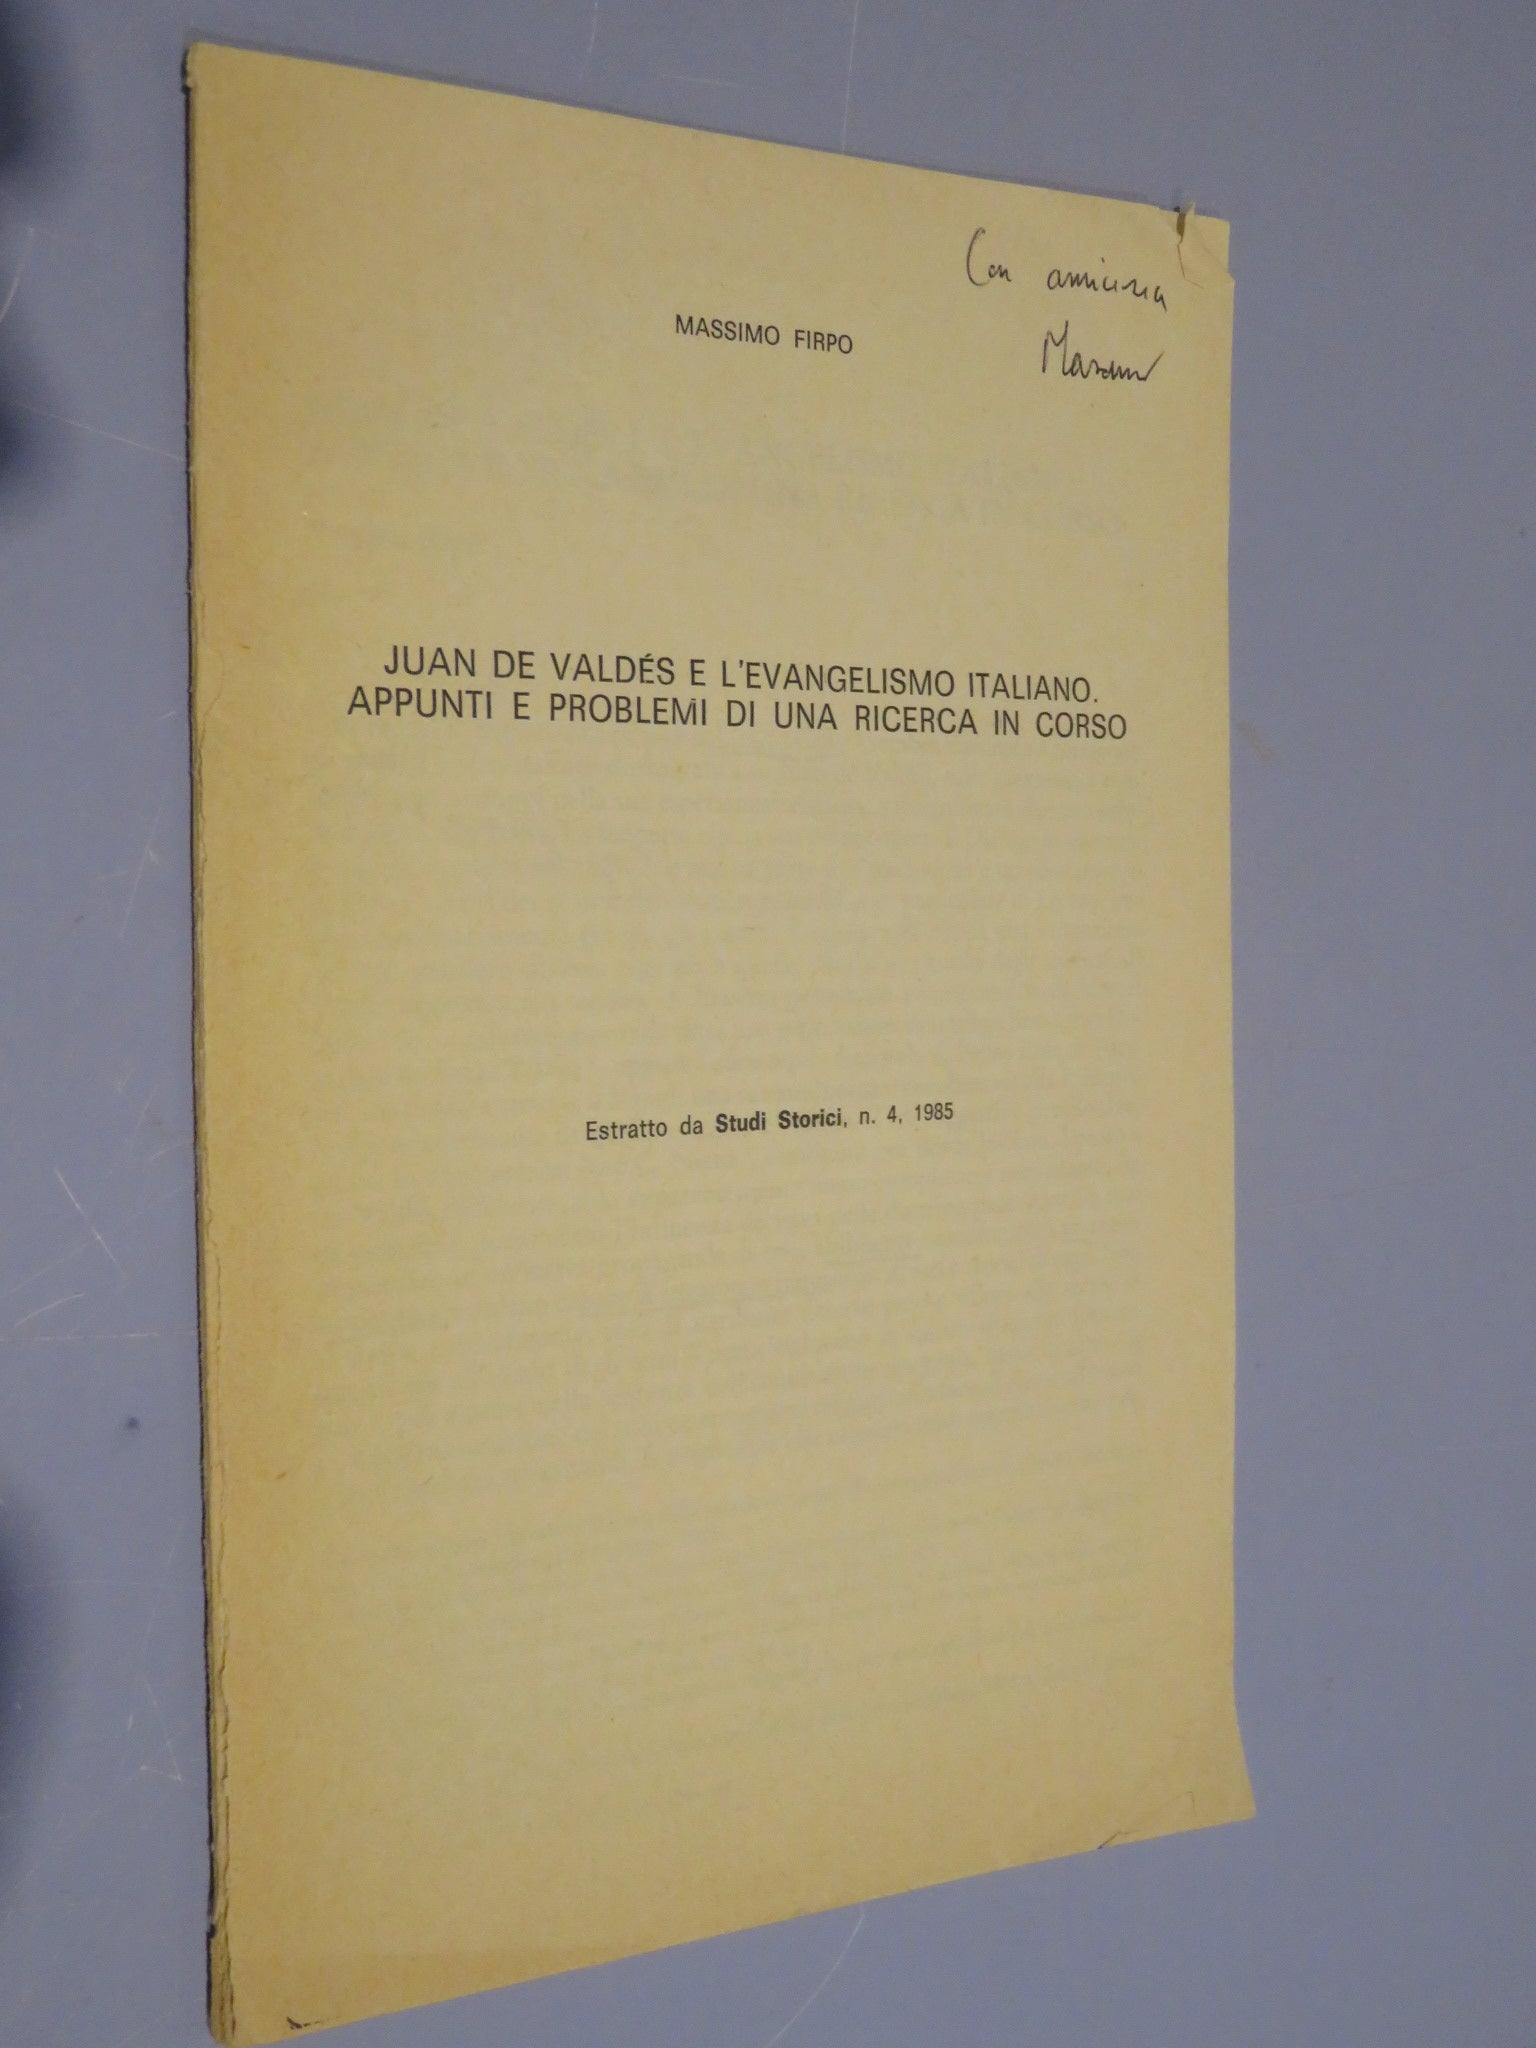 Con amicizia
Massimo
MASSIMO FIRPO
JUAN DE VALDÉS E L'EVANGELISMO ITALIANO.
APPUNTI E PROBLEMI DI UNA RICERCA IN CORSO
Estratto da Studi Storici, n. 4, 1985